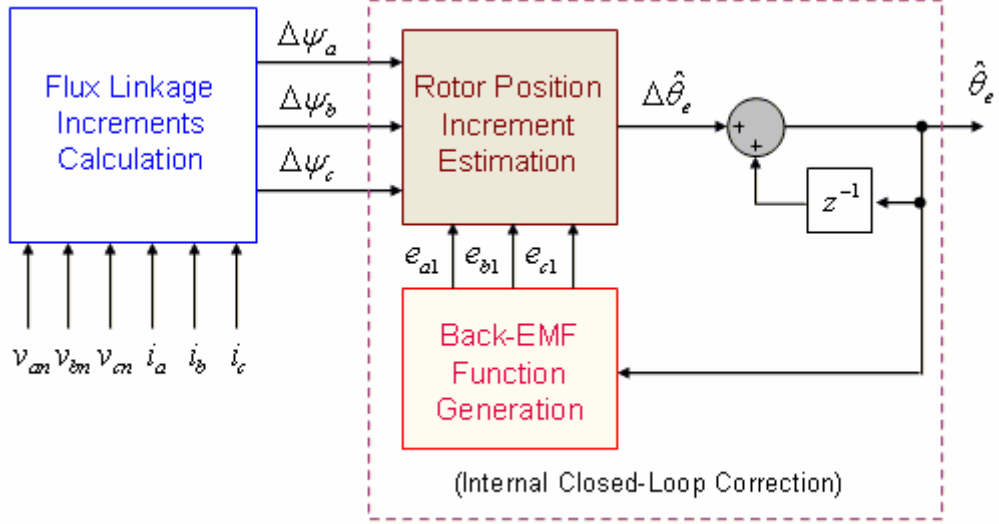 Flux Linkage
Increments
Calculation
Δψa
Δψb
Δψc
Rotor Position
Increment
Estimation
Δθ̂e
θ̂e
+
+
z⁻¹
ea1 eb1 ec1
van vbn vcn ia ib ic
Back-EMF
Function
Generation
(Internal Closed-Loop Correction)